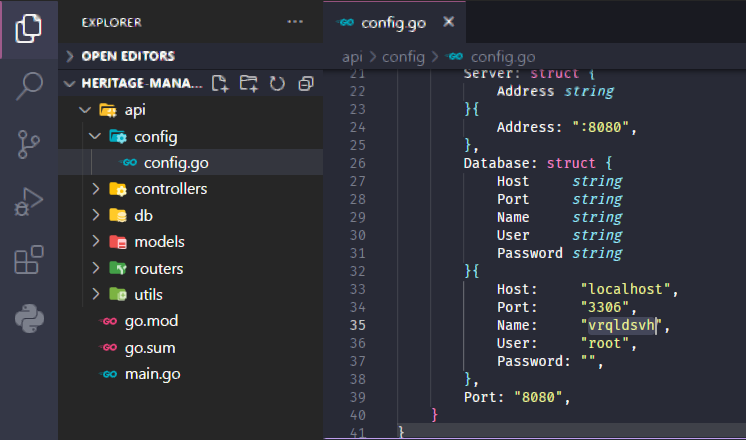 EXPLORER
OPEN EDITORS
HERITAGE-MANA...
api
config
config.go
controllers
db
models
routers
utils
go.mod
go.sum
main.go
config.go
api > config > config.go
21 Server: struct {
22 Address string
23 }{
24 Address: ":8080",
25 },
26 Database: struct {
27 Host string
28 Port string
29 Name string
30 User string
31 Password string
32 }{
33 Host: "localhost",
34 Port: "3306",
35 Name: "vrqldsvh",
36 User: "root",
37 Password: "",
38 },
39 Port: "8080",
40 }
41 }